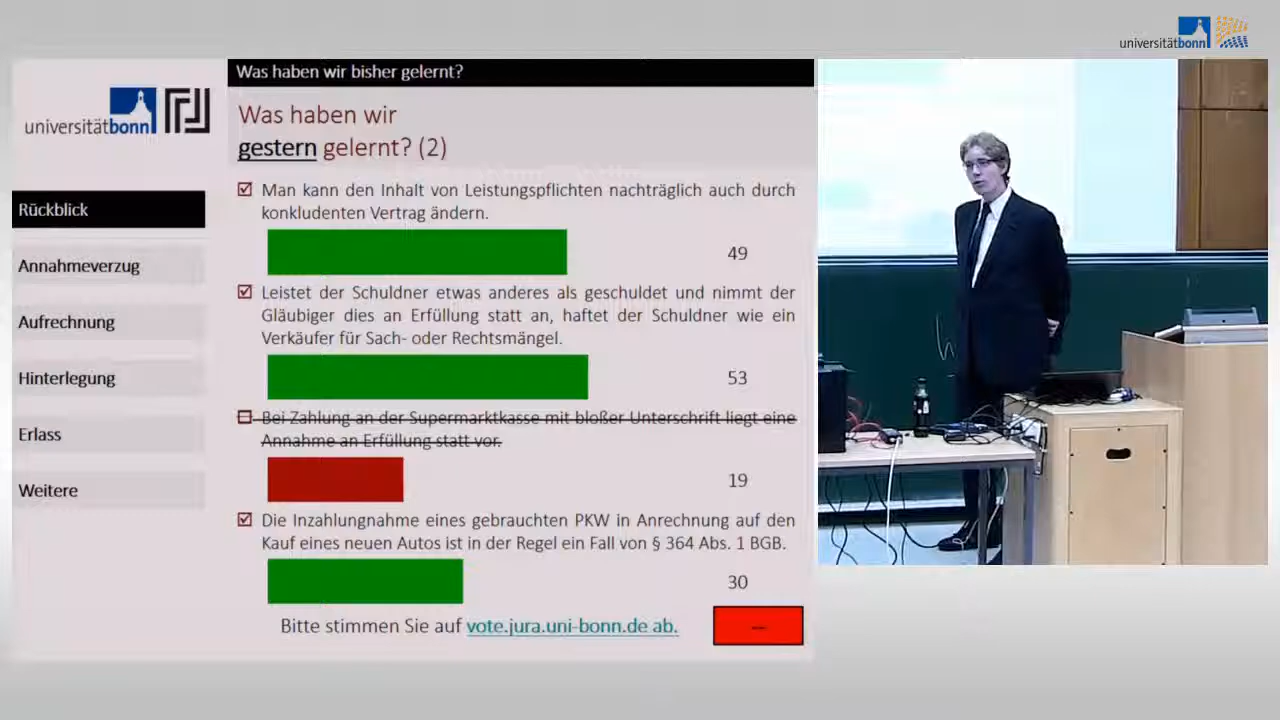 universitätbonn
Was haben wir bisher gelernt?
universitätbonn
Was haben wir
gestern gelernt? (2)
Rückblick
Annahmeverzug
Aufrechnung
Hinterlegung
Erlass
Weitere
Man kann den Inhalt von Leistungspflichten nachträglich auch durch
konkludenten Vertrag ändern.
49
Leistet der Schuldner etwas anderes als geschuldet und nimmt der
Gläubiger dies an Erfüllung statt an, haftet der Schuldner wie ein
Verkäufer für Sach- oder Rechtsmängel.
53
Bei Zahlung an der Supermarktkasse mit bloßer Unterschrift liegt eine
Annahme an Erfüllung statt vor.
19
Die Inzahlungnahme eines gebrauchten PKW in Anrechnung auf den
Kauf eines neuen Autos ist in der Regel ein Fall von § 364 Abs. 1 BGB.
30
Bitte stimmen Sie auf vote.jura.uni-bonn.de ab.